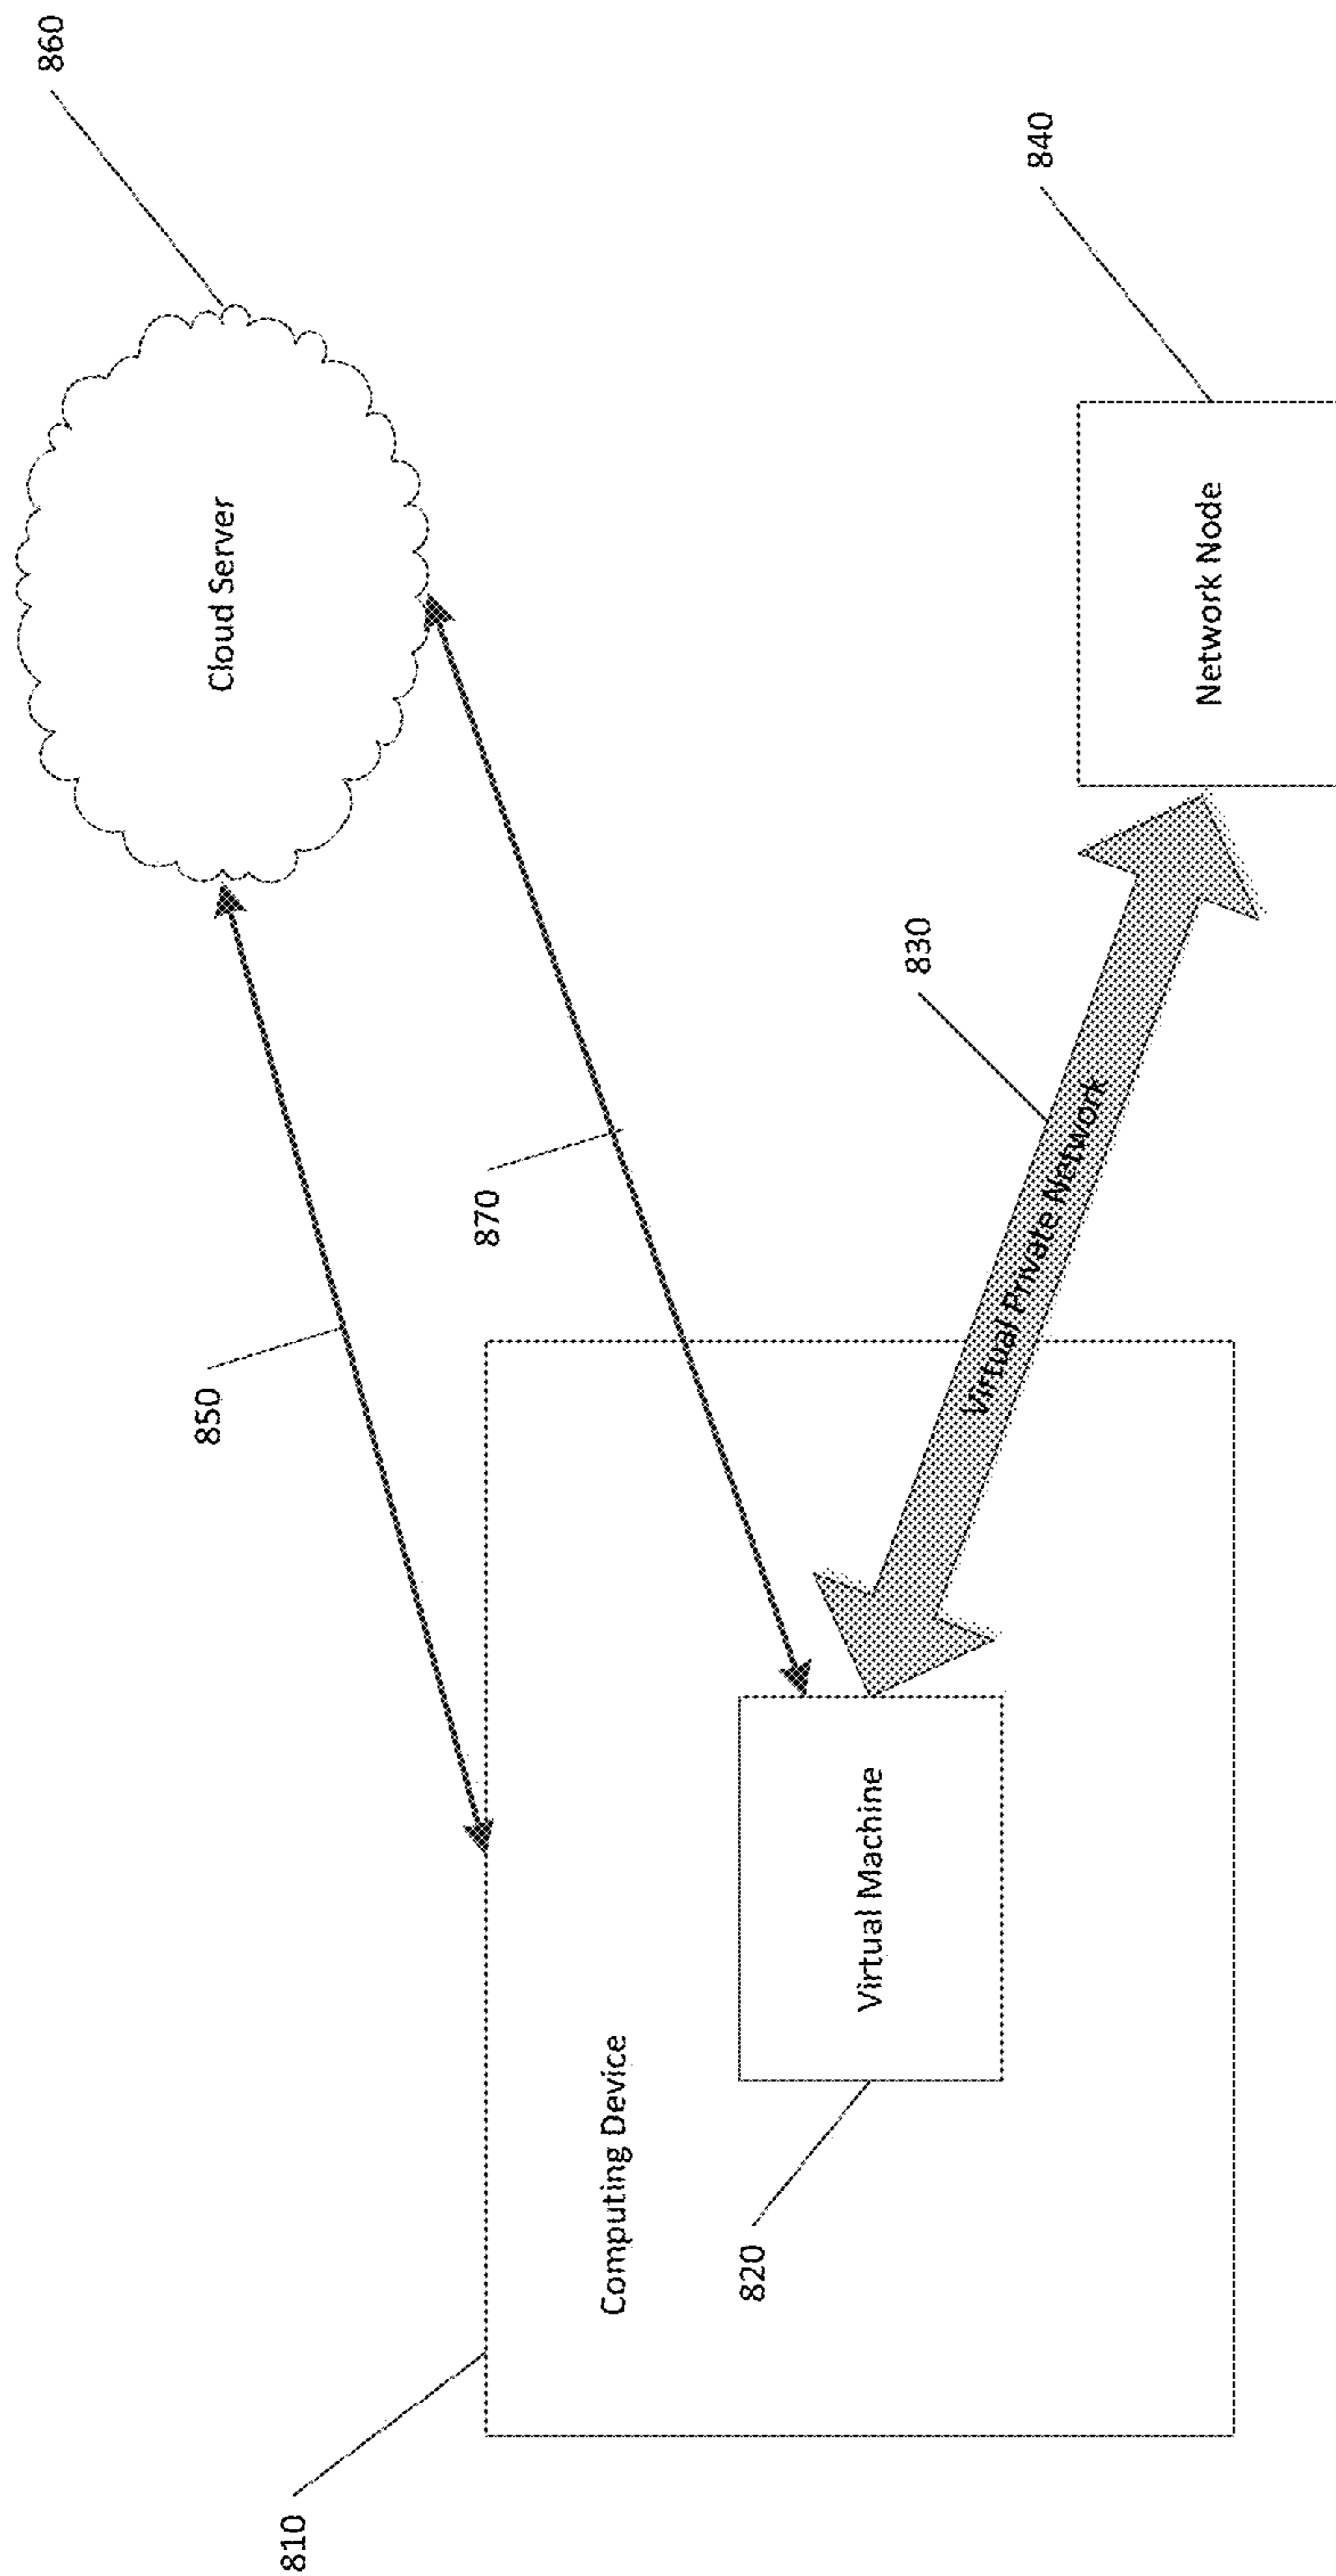 860
Cloud Server
840
850
870
830
Network Node
Virtual Private Network
810
Computing Device
820
Virtual Machine